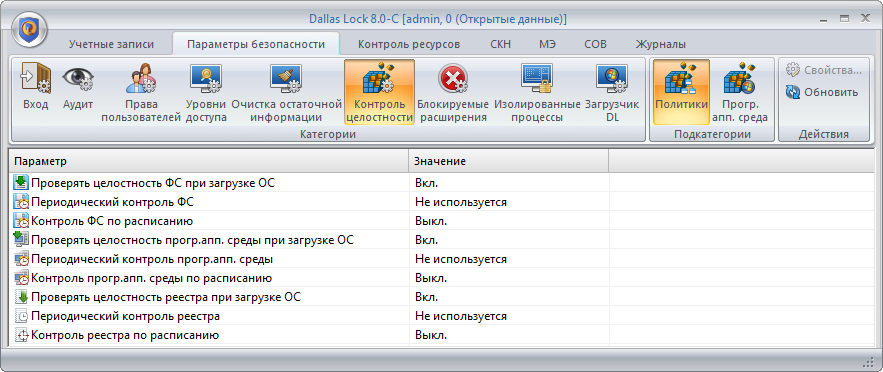 Dallas Lock 8.0-C [admin, 0 (Открытые данные)]
Учетные записи Параметры безопасности Контроль ресурсов СКН МЭ СОВ Журналы
Вход Аудит Права пользователей Уровни доступа Очистка остаточной информации Контроль целостности Блокируемые расширения Изолированные процессы Загрузчик DL Политики Прогр. апп. среда Свойства... Обновить
Категории Подкатегории Действия
Параметр Значение
Проверять целостность ФС при загрузке ОС Вкл.
Периодический контроль ФС Не используется
Контроль ФС по расписанию Выкл.
Проверять целостность прогр.апп. среды при загрузке ОС Вкл.
Периодический контроль прогр.апп. среды Не используется
Контроль прогр.апп. среды по расписанию Выкл.
Проверять целостность реестра при загрузке ОС Вкл.
Периодический контроль реестра Не используется
Контроль реестра по расписанию Выкл.